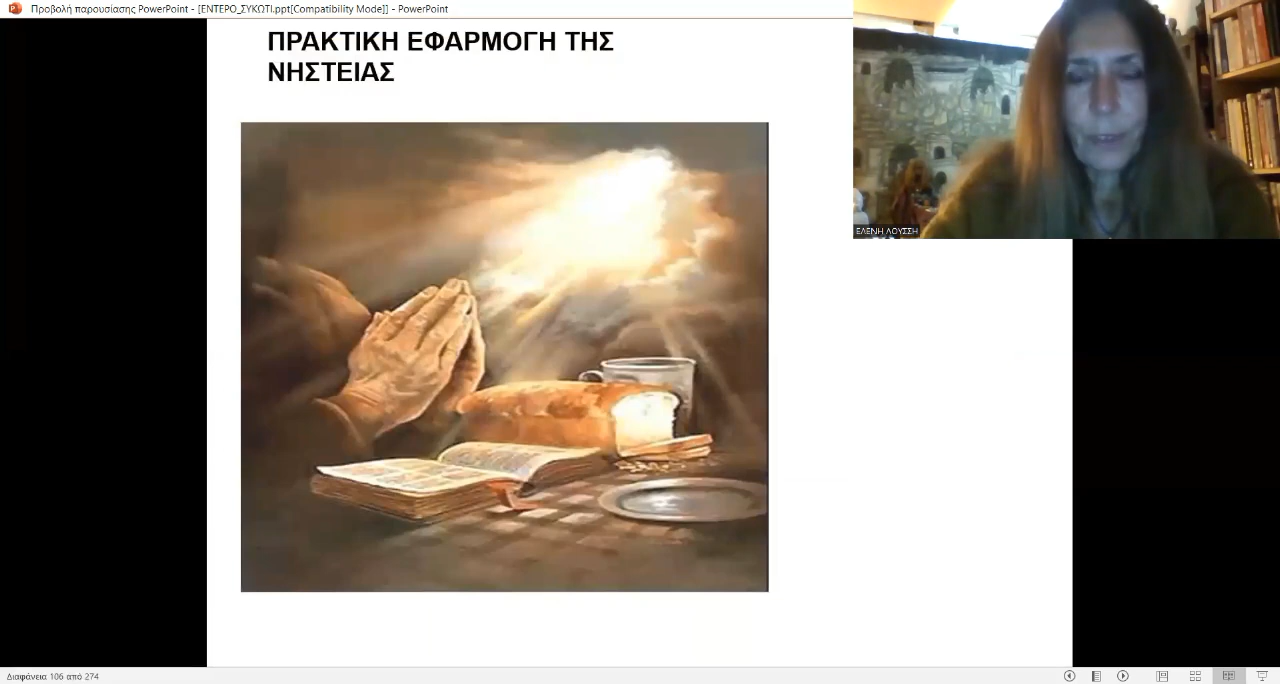 Προβολή παρουσίασης PowerPoint - [ΕΝΤΕΡΟ_ΣΥΚΩΤΙ.ppt[Compatibility Mode]] - PowerPoint
ΠΡΑΚΤΙΚΗ ΕΦΑΡΜΟΓΗ ΤΗΣ
ΝΗΣΤΕΙΑΣ
ΕΛΕΝΗ ΛΟΥΣΣΗ
Διαφάνεια 106 από 274